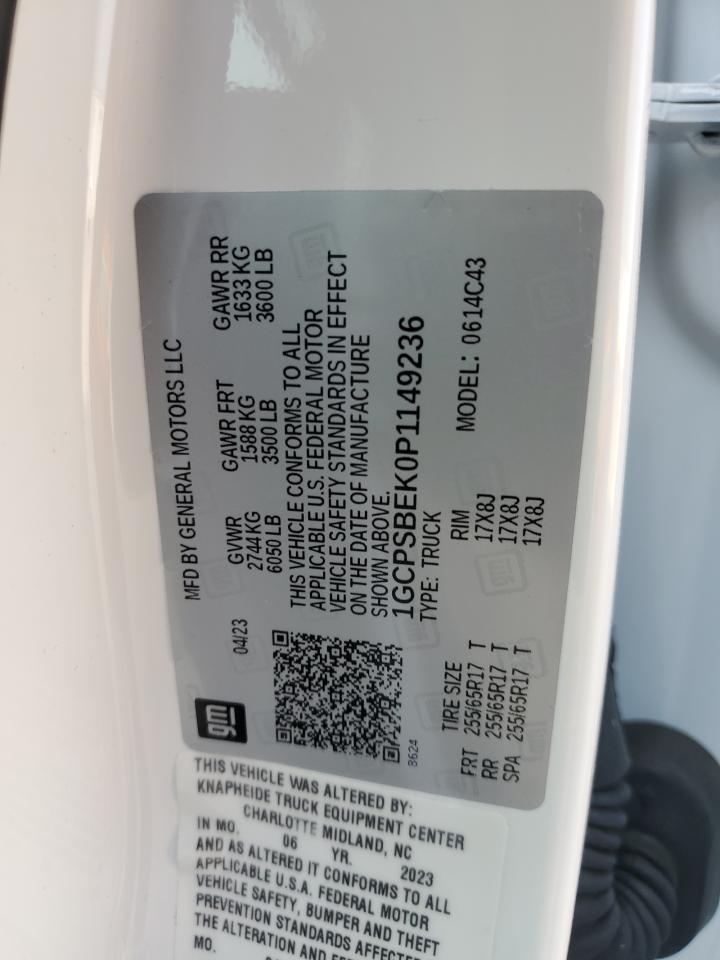 gm
04/23
MFD BY GENERAL MOTORS LLC
GVWR GAWR FRT GAWR RR
2744 KG 1588 KG 1633 KG
6050 LB 3500 LB 3600 LB
THIS VEHICLE CONFORMS TO ALL
APPLICABLE U.S. FEDERAL MOTOR
VEHICLE SAFETY STANDARDS IN EFFECT
ON THE DATE OF MANUFACTURE
SHOWN ABOVE.
1GCPSBEK0P1149236
TYPE: TRUCK MODEL: 0614C43
8624
TIRE SIZE RIM
FRT 255/65R17 T 17X8J
RR 255/65R17 T 17X8J
SPA 255/65R17 T 17X8J
THIS VEHICLE WAS ALTERED BY:
KNAPHEIDE TRUCK EQUIPMENT CENTER
CHARLOTTE MIDLAND, NC
IN MO. 06 YR. 2023
AND AS ALTERED IT CONFORMS TO ALL
APPLICABLE U.S.A. FEDERAL MOTOR
VEHICLE SAFETY, BUMPER AND THEFT
PREVENTION STANDARDS AFFECTED
THE ALTERATION AND
MO.